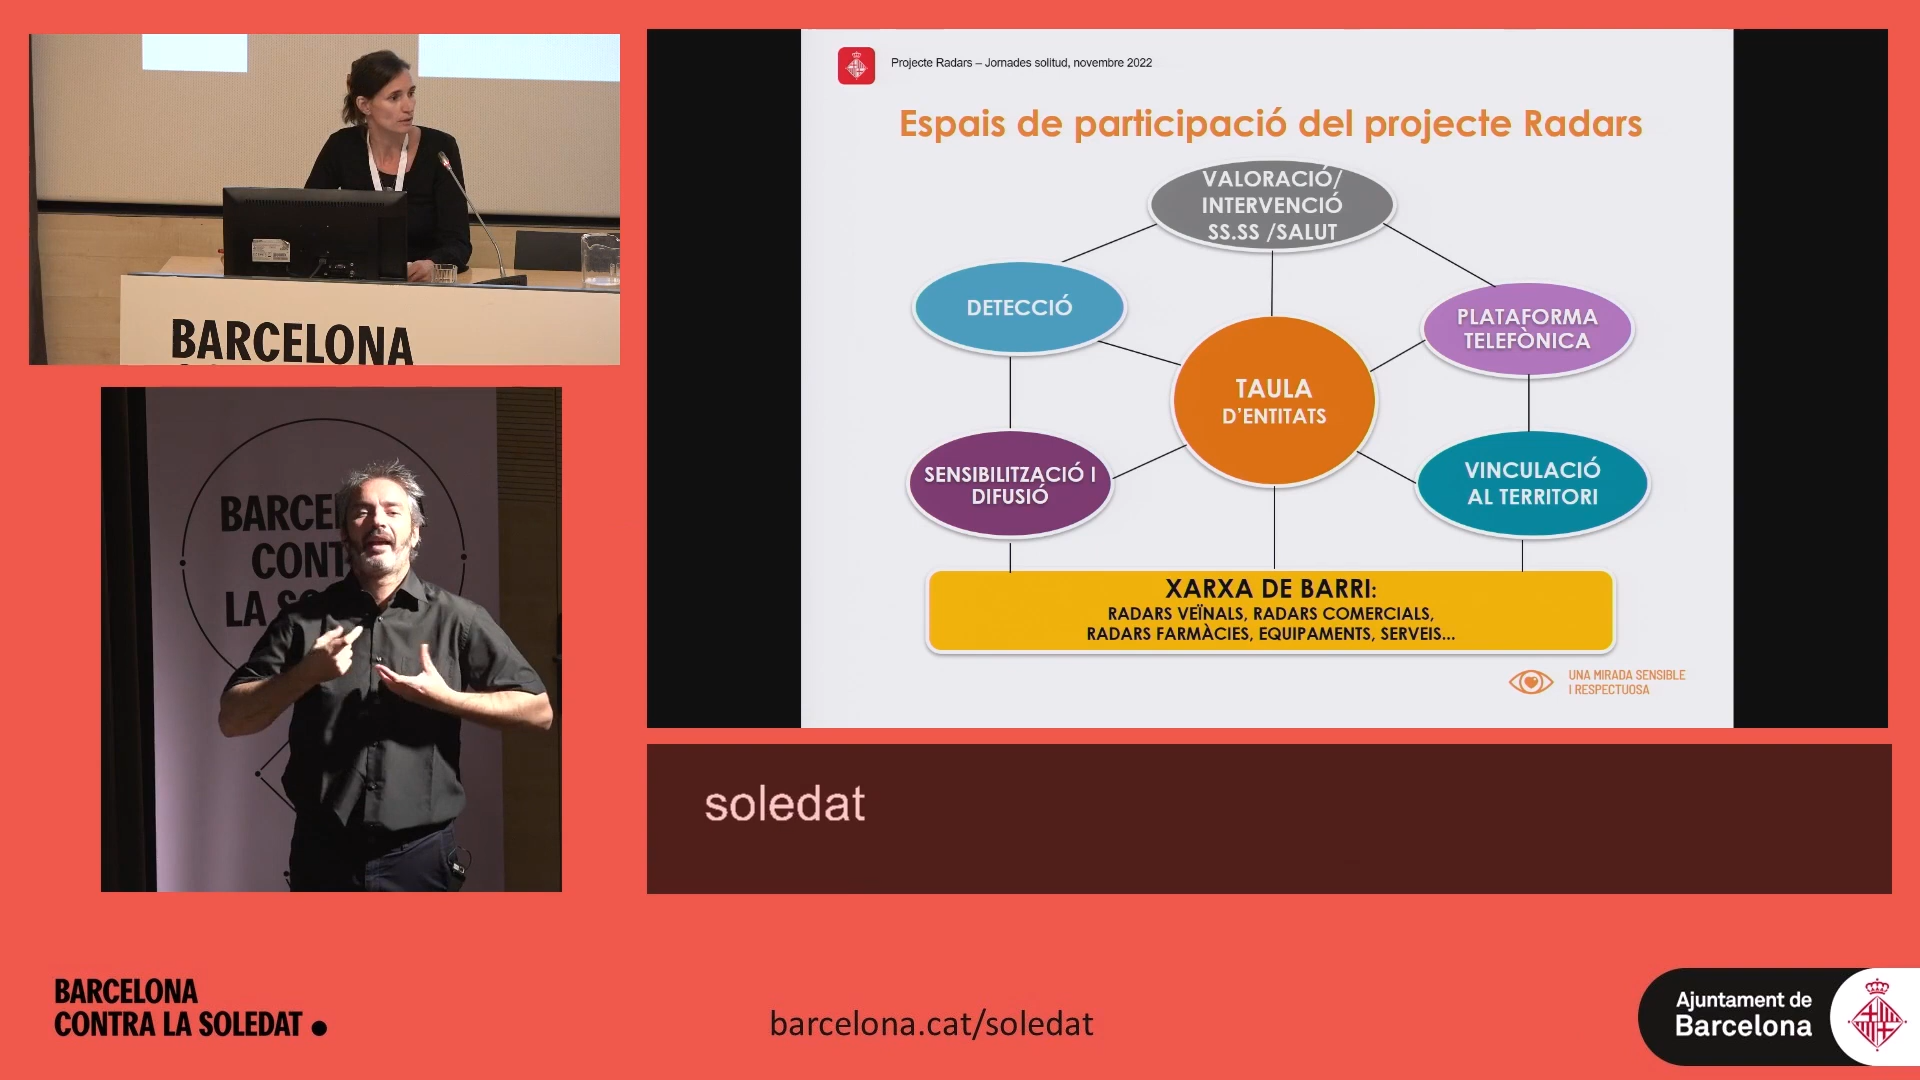 BARCELONA
BARCE
CONT
LA SO
Projecte Radars – Jornades solitud, novembre 2022
Espais de participació del projecte Radars
VALORACIÓ/
INTERVENCIÓ
SS.SS /SALUT
DETECCIÓ
PLATAFORMA
TELEFÒNICA
TAULA
D'ENTITATS
SENSIBILITZACIÓ I
DIFUSIÓ
VINCULACIÓ
AL TERRITORI
XARXA DE BARRI:
RADARS VEÏNALS, RADARS COMERCIALS,
RADARS FARMÀCIES, EQUIPAMENTS, SERVEIS...
UNA MIRADA SENSIBLE
I RESPECTUOSA
soledat
BARCELONA
CONTRA LA SOLEDAT
barcelona.cat/soledat
Ajuntament de
Barcelona